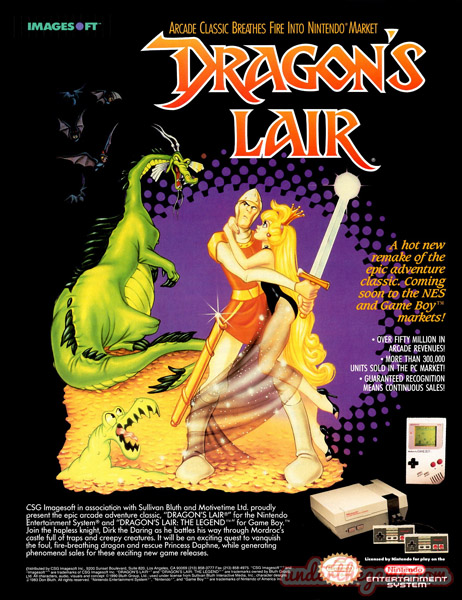 IMAGESOFT™
ARCADE CLASSIC BREATHES FIRE INTO NINTENDO® MARKET
DRAGON'S
LAIR®
A hot new
remake of the
epic adventure
classic. Coming
soon to the NES
and Game Boy™
markets!
• OVER FIFTY MILLION IN
ARCADE REVENUES!
• MORE THAN 300,000
UNITS SOLD IN THE PC MARKET!
• GUARANTEED RECOGNITION
MEANS CONTINUOUS SALES!
CSG Imagesoft in association with Sullivan Bluth and Motivetime Ltd. proudly
present the epic arcade adventure classic, "DRAGON'S LAIR®" for the Nintendo
Entertainment System® and "DRAGON'S LAIR: THE LEGEND™" for Game Boy.™
Join the hapless knight, Dirk the Daring as he battles his way through Mordroc's
castle full of traps and creepy creatures. It will be an exciting quest to vanquish
the foul, fire-breathing dragon and rescue Princess Daphne, while generating
phenomenal sales for these exciting new game releases.
Licensed by Nintendo for play on the
Nintendo
ENTERTAINMENT
SYSTEM®